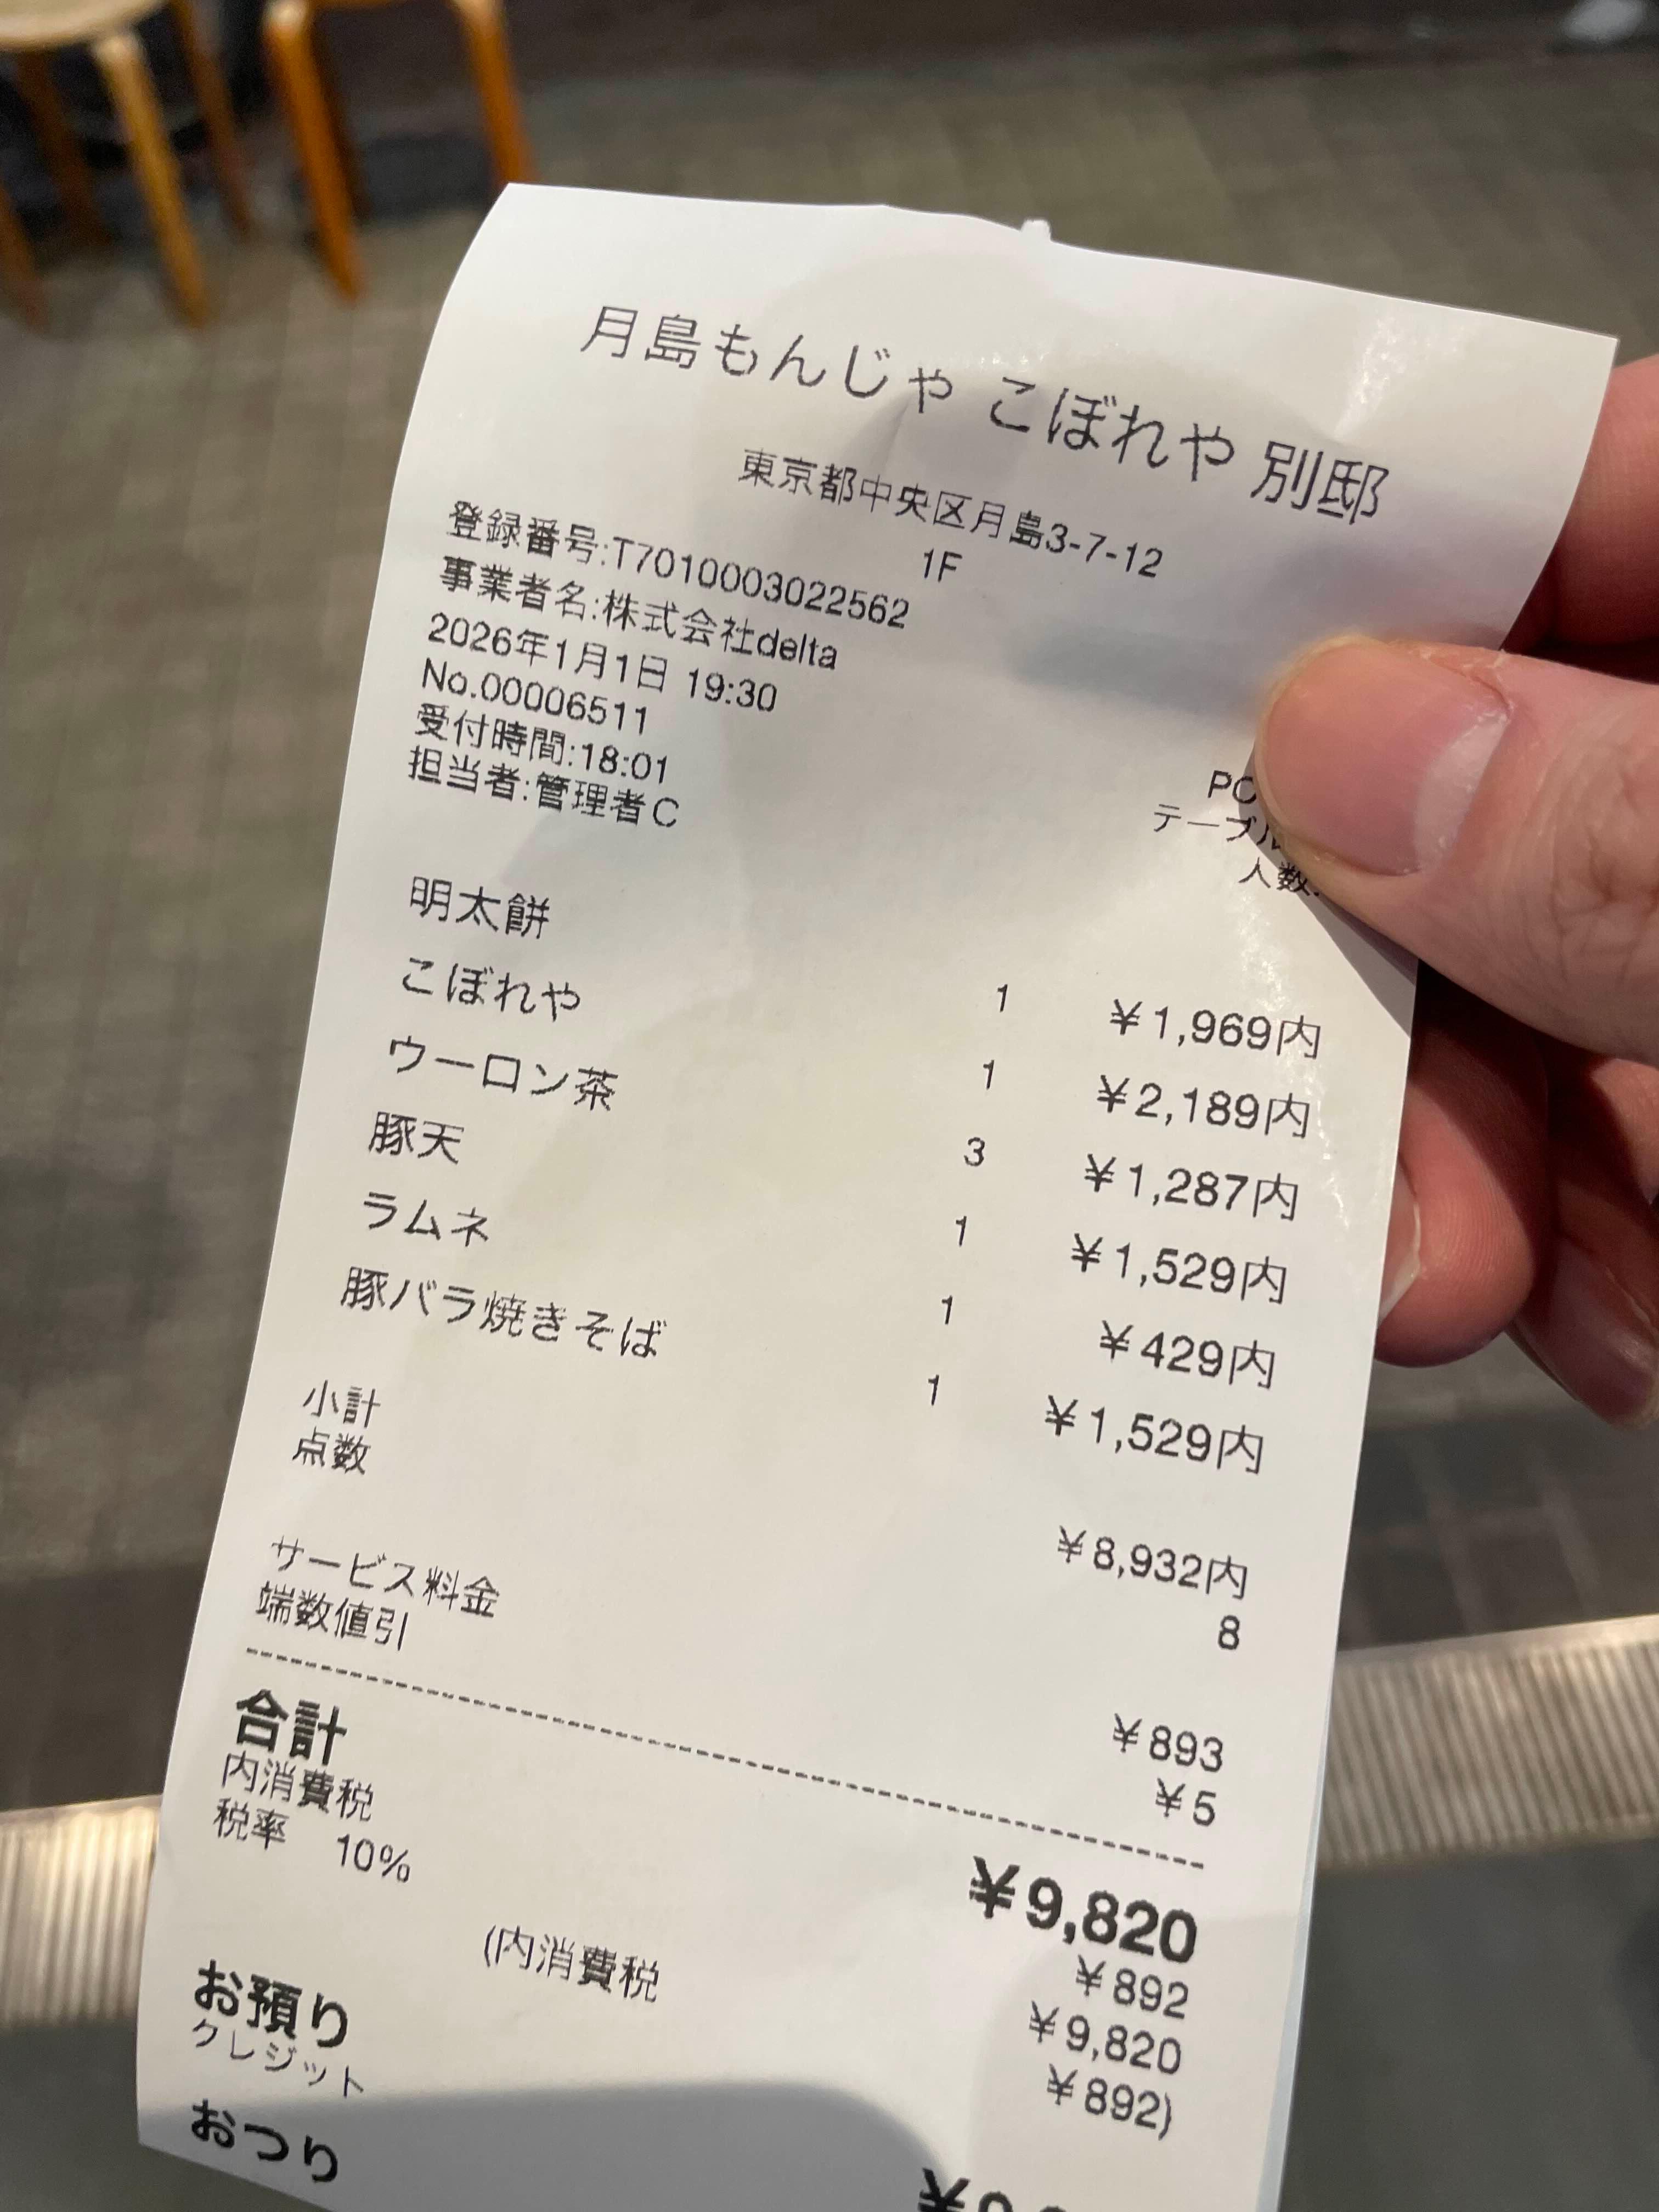 月島もんじゃ こぼれや 別邸
東京都中央区月島3-7-12
1F
登録番号:T7010003022562
事業者名:株式会社delta
2026年1月1日 19:30
No.00006511
受付時間:18:01
担当者:管理者C
テーブル
人数:
明太餅 1 ¥1,969内
こぼれや 1 ¥2,189内
ウーロン茶 3 ¥1,287内
豚天 1 ¥1,529内
ラムネ 1 ¥429内
豚バラ焼きそば 1 ¥1,529内
小計 ¥8,932内
点数 8
サービス料金 ¥893
端数値引 ¥5
合計 ¥9,820
内消費税 ¥892
税率 10% ¥9,820
(内消費税 ¥892)
お預り
クレジット
おつり